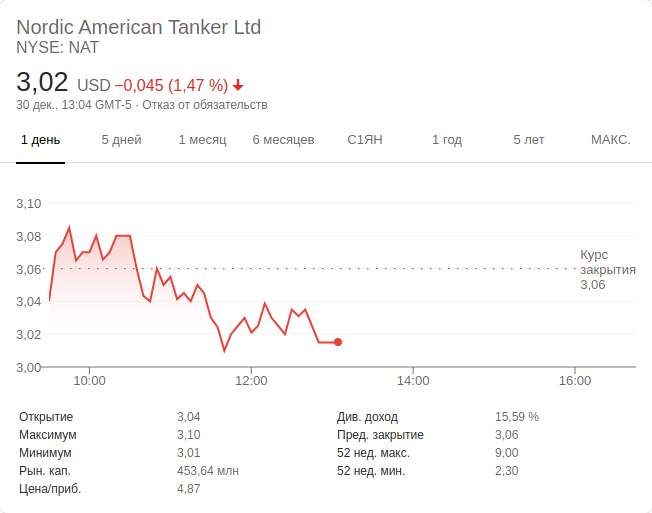 Nordic American Tanker Ltd
NYSE: NAT
3,02 USD −0,045 (1,47 %)
30 дек., 13:04 GMT-5 · Отказ от обязательств
1 день 5 дней 1 месяц 6 месяцев С1ЯН 1 год 5 лет МАКС.
3,10
3,08
3,06
3,04
3,02
3,00
Курс
закрытия
3,06
10:00 12:00 14:00 16:00
Открытие 3,04 Див. доход 15,59 %
Максимум 3,10 Пред. закрытие 3,06
Минимум 3,01 52 нед. макс. 9,00
Рын. кап. 453,64 млн 52 нед. мин. 2,30
Цена/приб. 4,87